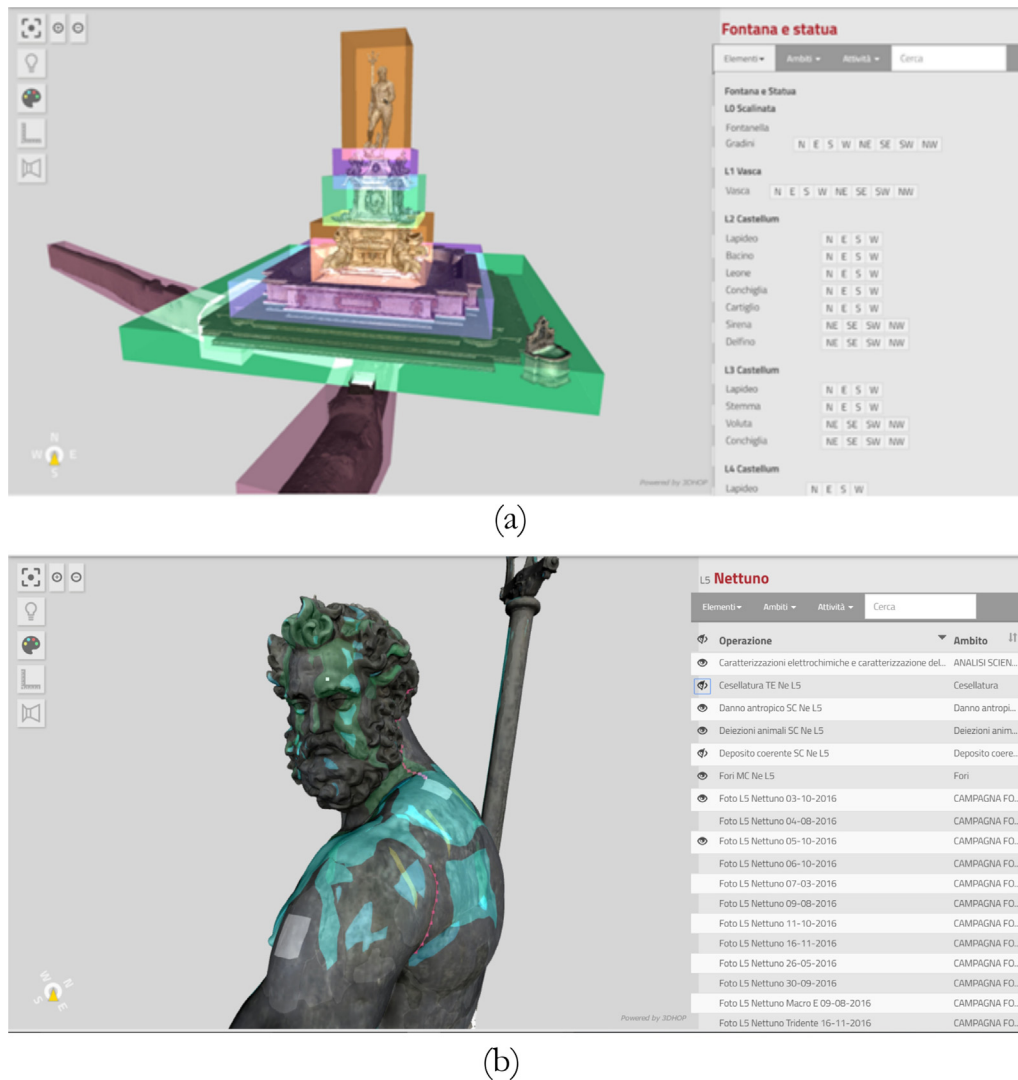 Fontana e statua
Elementi Ambiti Attività Cerca
Fontana e Statua
L0 Scalinata
Fontanella
Gradini N E S W NE SE SW NW
L1 Vasca
Vasca N E S W NE SE SW NW
L2 Castellum
Lapideo N E S W
Bacino N E S W
Leone N E S W
Conchiglia N E S W
Cartiglio N E S W
Sirena NE SE SW NW
Delfino NE SE SW NW
L3 Castellum
Lapideo N E S W
Stemma N E S W
Voluta NE SE SW NW
Conchiglia NE SE SW NW
L4 Castellum
Lapideo N E S W
N
W E
S
Powered by 3DHOP
(a)
L5 Nettuno
Elementi Ambiti Attività Cerca
Operazione Ambito
Caratterizzazioni elettrochimiche e caratterizzazione del... ANALISI SCIEN...
Cesellatura TE Ne L5 Cesellatura
Danno antropico SC Ne L5 Danno antropi...
Deiezioni animali SC Ne L5 Deiezioni anim...
Deposito coerente SC Ne L5 Deposito coere...
Fori MC Ne L5 Fori
Foto L5 Nettuno 03-10-2016 CAMPAGNA FO...
Foto L5 Nettuno 04-08-2016 CAMPAGNA FO...
Foto L5 Nettuno 05-10-2016 CAMPAGNA FO...
Foto L5 Nettuno 06-10-2016 CAMPAGNA FO...
Foto L5 Nettuno 07-03-2016 CAMPAGNA FO...
Foto L5 Nettuno 09-08-2016 CAMPAGNA FO...
Foto L5 Nettuno 11-10-2016 CAMPAGNA FO...
Foto L5 Nettuno 16-11-2016 CAMPAGNA FO...
Foto L5 Nettuno 26-05-2016 CAMPAGNA FO...
Foto L5 Nettuno 30-09-2016 CAMPAGNA FO...
Foto L5 Nettuno Macro E 09-08-2016 CAMPAGNA FO...
Foto L5 Nettuno Tridente 16-11-2016 CAMPAGNA FO...
W N
S E
Powered by 3DHOP
(b)